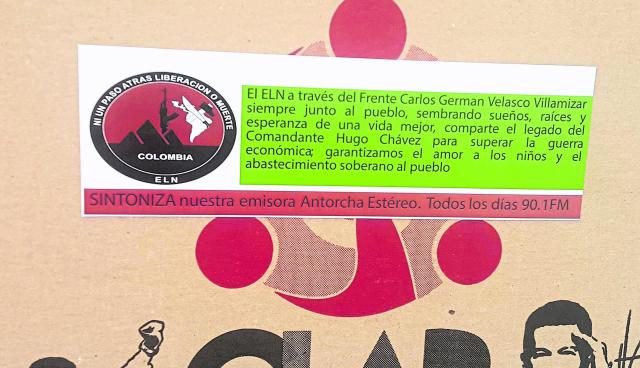 NI UN PASO ATRAS LIBERACION O MUERTE
COLOMBIA
ELN
El ELN a través del Frente Carlos German Velasco Villamizar
siempre junto al pueblo, sembrando sueños, raíces y
esperanza de una vida mejor, comparte el legado del
Comandante Hugo Chávez para superar la guerra
económica; garantizamos el amor a los niños y el
abastecimiento soberano al pueblo
SINTONIZA nuestra emisora Antorcha Estéreo. Todos los días 90.1FM
CLAP